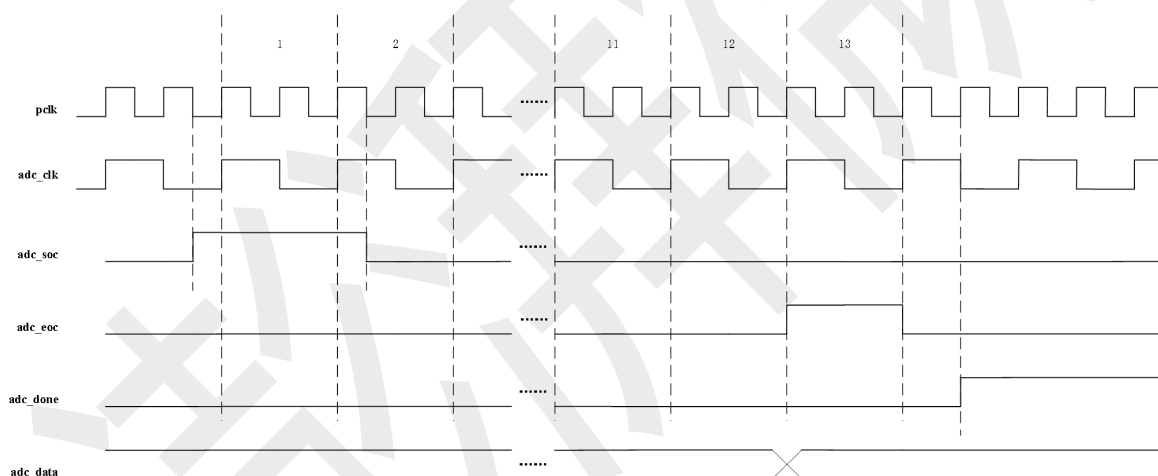 1 2 11 12 13
pclk
adc_clk
adc_soc
adc_eoc
adc_done
adc_data